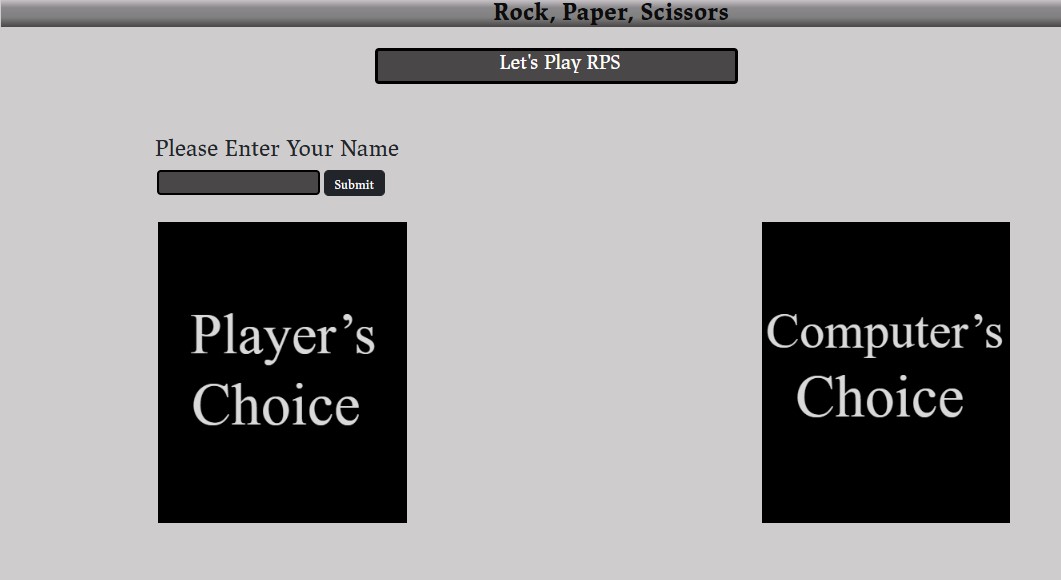 Rock, Paper, Scissors
Let's Play RPS
Please Enter Your Name
Submit
Player’s
Choice
Computer’s
Choice